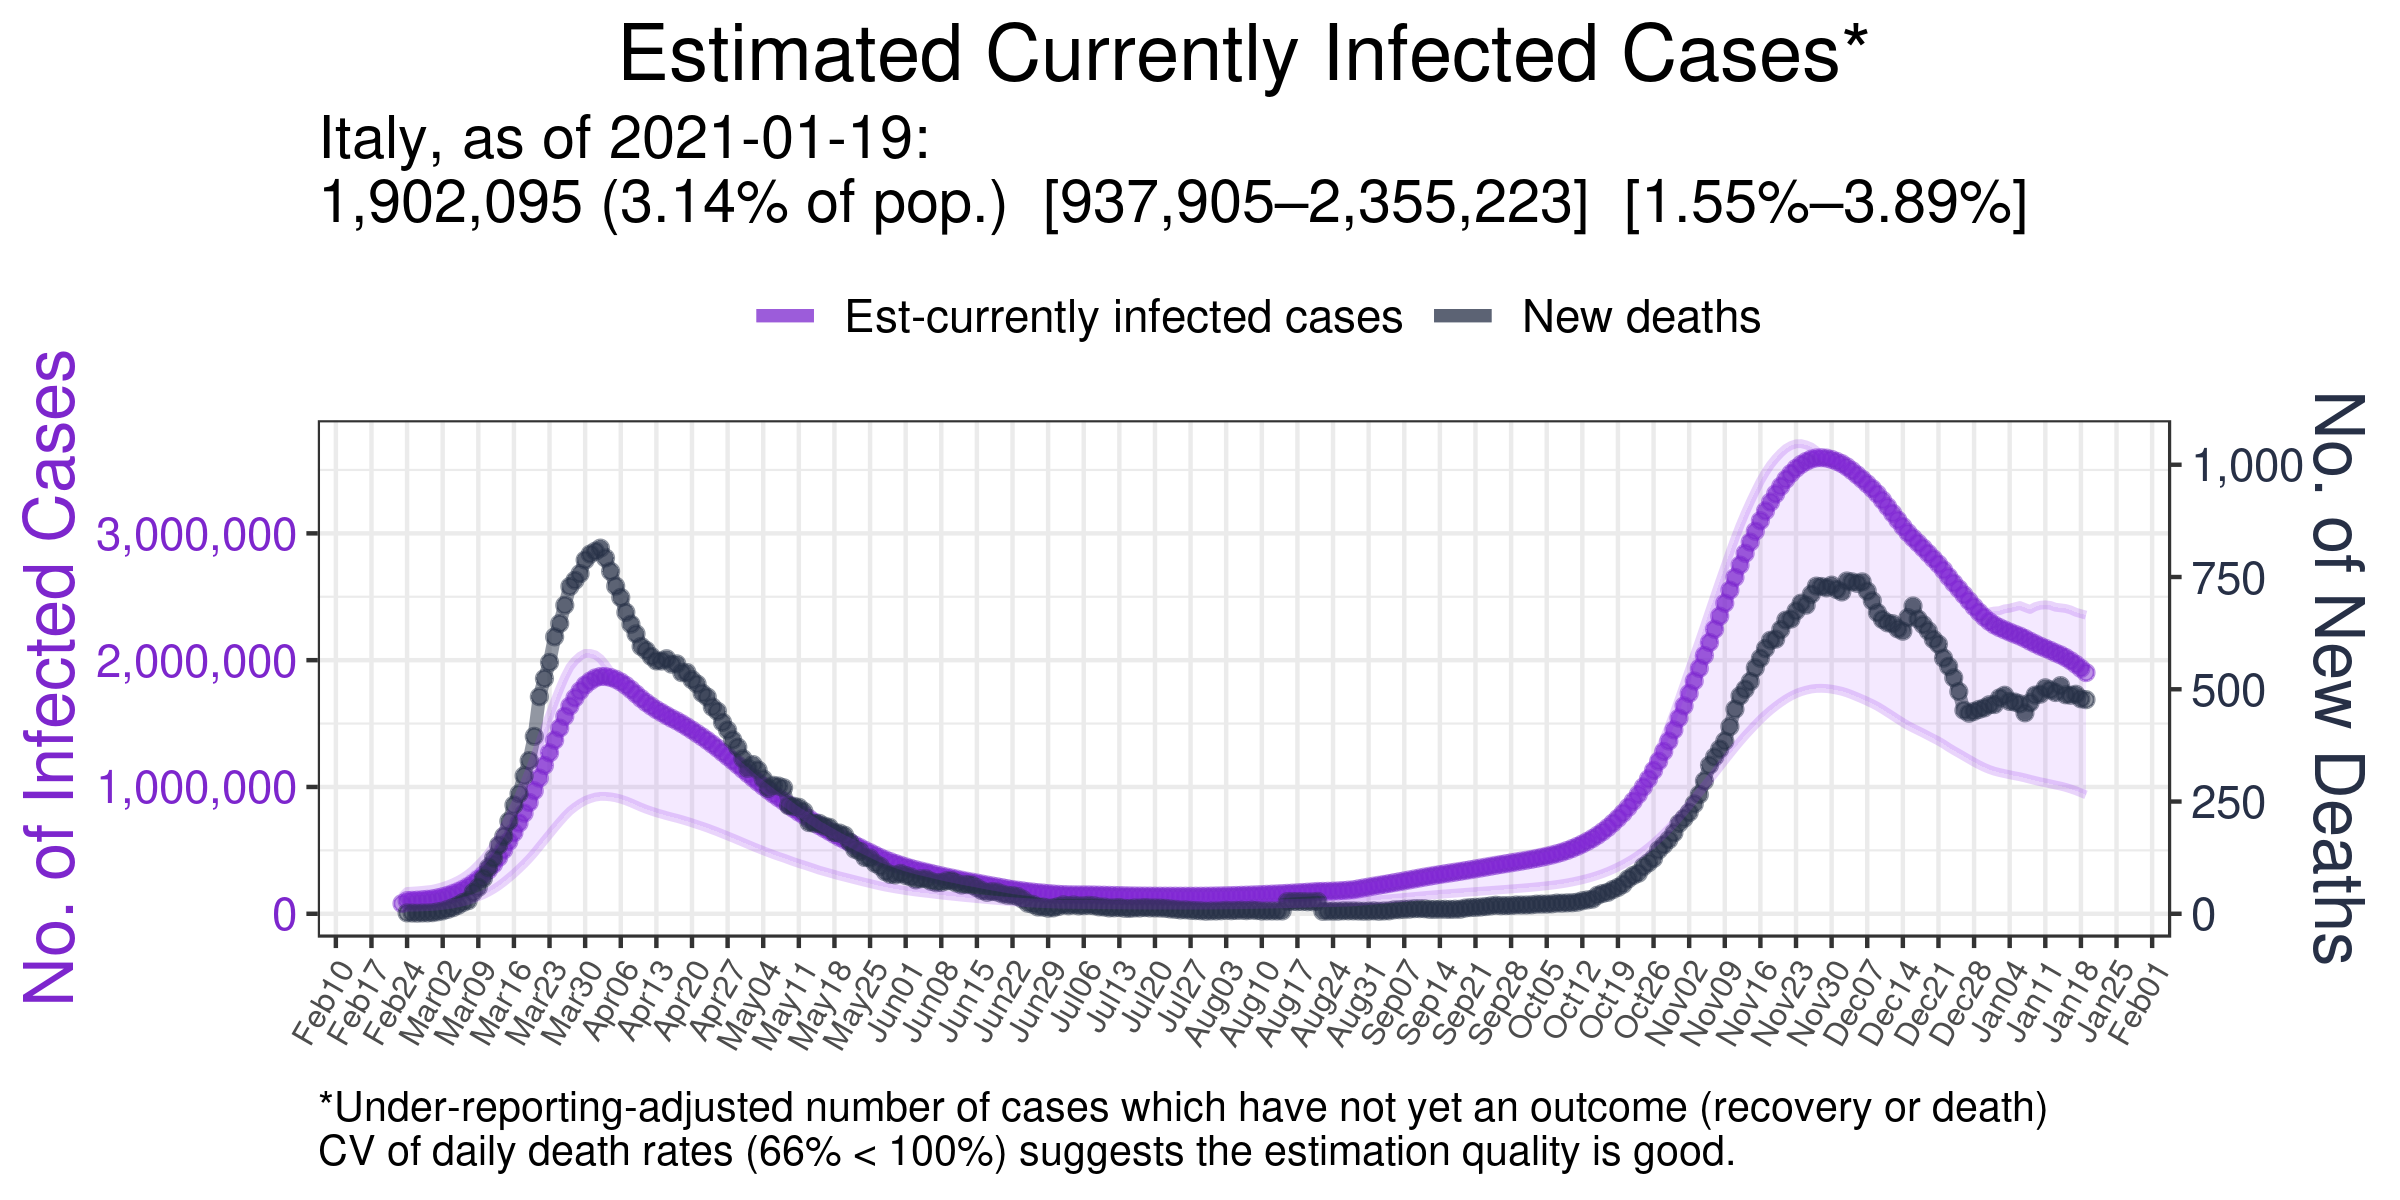 Estimated Currently Infected Cases*
Italy, as of 2021-01-19:
1,902,095 (3.14% of pop.) [937,905–2,355,223] [1.55%–3.89%]
Est-currently infected cases New deaths
No. of Infected Cases
3,000,000
2,000,000
1,000,000
0
1,000
750
500
250
0
No. of New Deaths
Feb10 Feb17 Feb24 Mar02 Mar09 Mar16 Mar23 Mar30 Apr06 Apr13 Apr20 Apr27 May04 May11 May18 May25 Jun01 Jun08 Jun15 Jun22 Jun29 Jul06 Jul13 Jul20 Jul27 Aug03 Aug10 Aug17 Aug24 Aug31 Sep07 Sep14 Sep21 Sep28 Oct05 Oct12 Oct19 Oct26 Nov02 Nov09 Nov16 Nov23 Nov30 Dec07 Dec14 Dec21 Dec28 Jan04 Jan11 Jan18 Jan25 Feb01
*Under-reporting-adjusted number of cases which have not yet an outcome (recovery or death)
CV of daily death rates (66% < 100%) suggests the estimation quality is good.